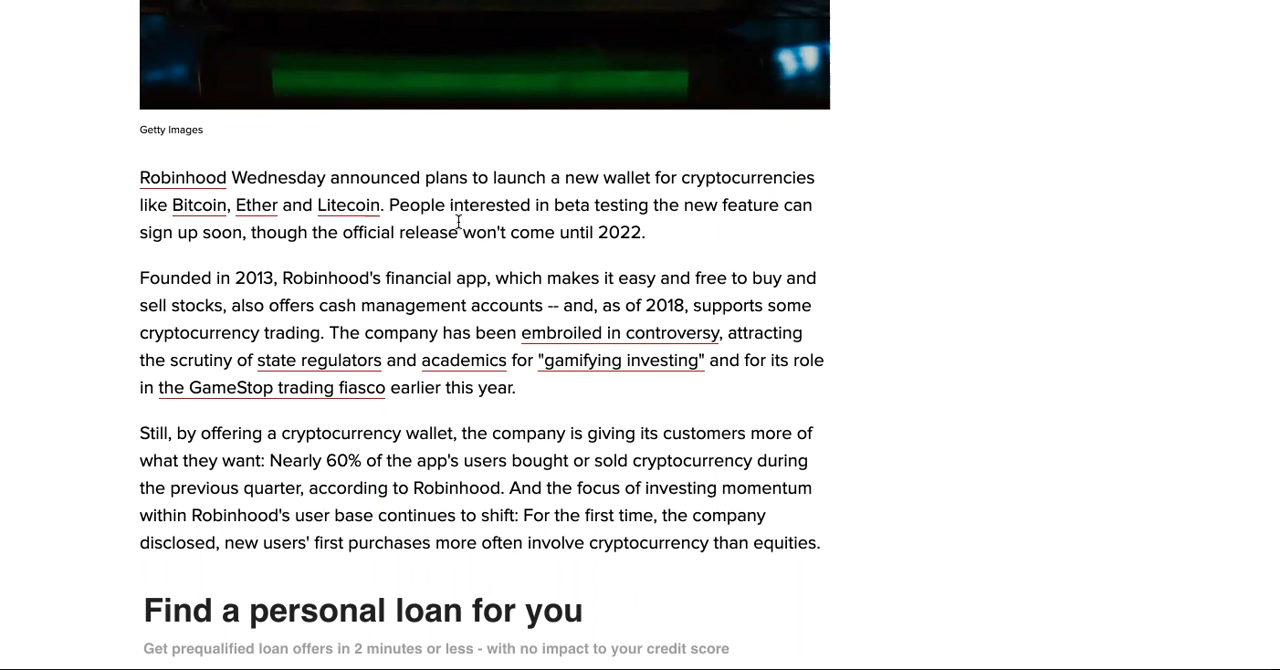 Getty Images
Robinhood Wednesday announced plans to launch a new wallet for cryptocurrencies
like Bitcoin, Ether and Litecoin. People interested in beta testing the new feature can
sign up soon, though the official release won't come until 2022.
Founded in 2013, Robinhood's financial app, which makes it easy and free to buy and
sell stocks, also offers cash management accounts -- and, as of 2018, supports some
cryptocurrency trading. The company has been embroiled in controversy, attracting
the scrutiny of state regulators and academics for "gamifying investing" and for its role
in the GameStop trading fiasco earlier this year.
Still, by offering a cryptocurrency wallet, the company is giving its customers more of
what they want: Nearly 60% of the app's users bought or sold cryptocurrency during
the previous quarter, according to Robinhood. And the focus of investing momentum
within Robinhood's user base continues to shift: For the first time, the company
disclosed, new users' first purchases more often involve cryptocurrency than equities.
Find a personal loan for you
Get prequalified loan offers in 2 minutes or less - with no impact to your credit score